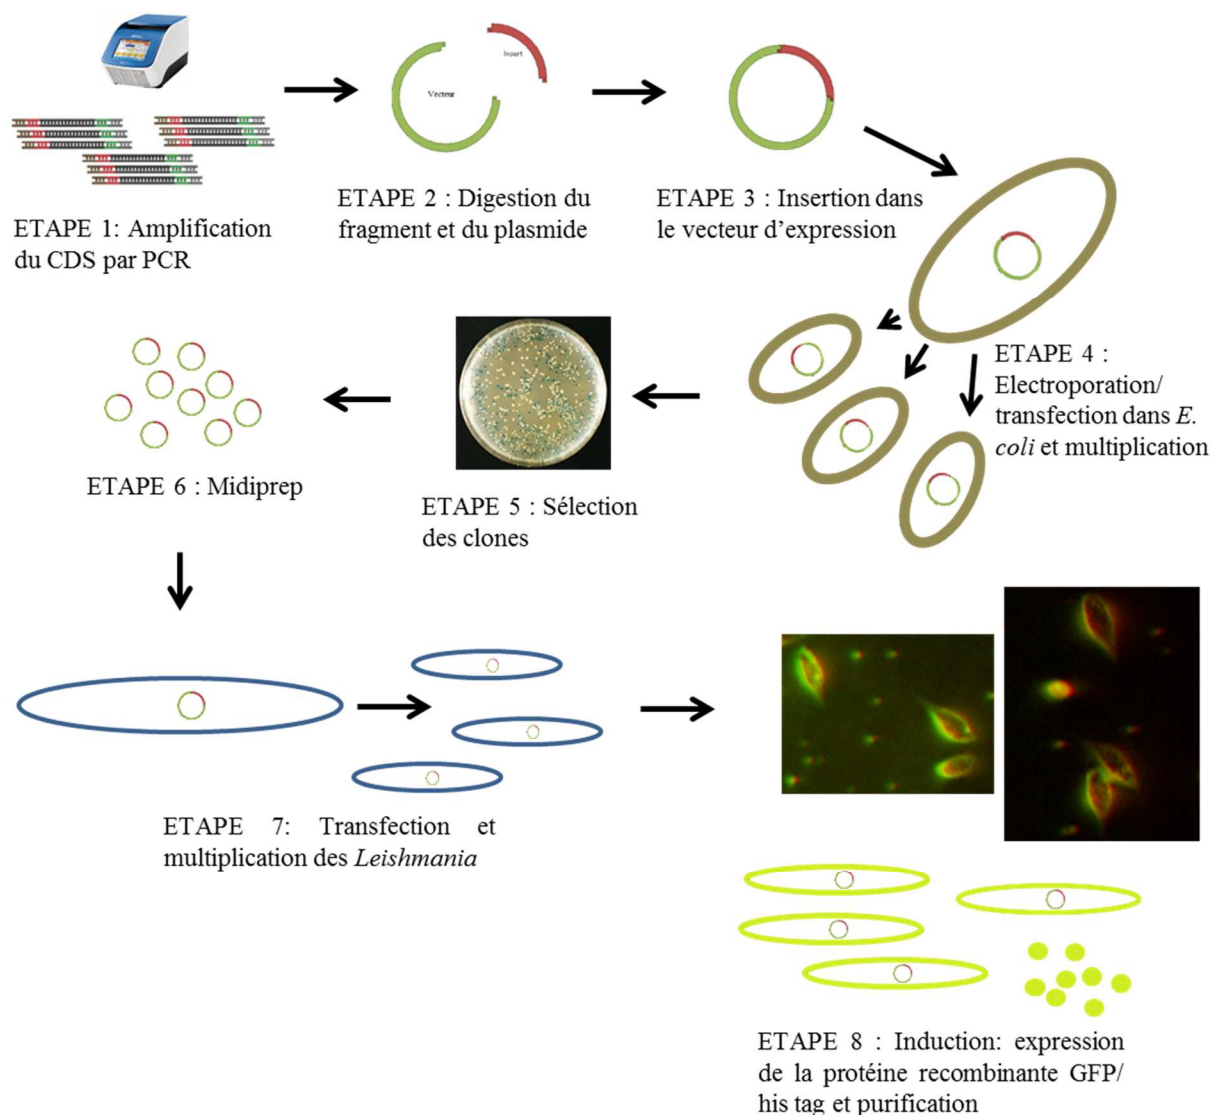 Insert
Vecteur
ETAPE 1: Amplification
du CDS par PCR
ETAPE 2 : Digestion du
fragment et du plasmide
ETAPE 3 : Insertion dans
le vecteur d’expression
ETAPE 4 :
Electroporation/
transfection dans E.
coli et multiplication
ETAPE 5 : Sélection
des clones
ETAPE 6 : Midiprep
ETAPE 7: Transfection et
multiplication des Leishmania
ETAPE 8 : Induction: expression
de la protéine recombinante GFP/
his tag et purification